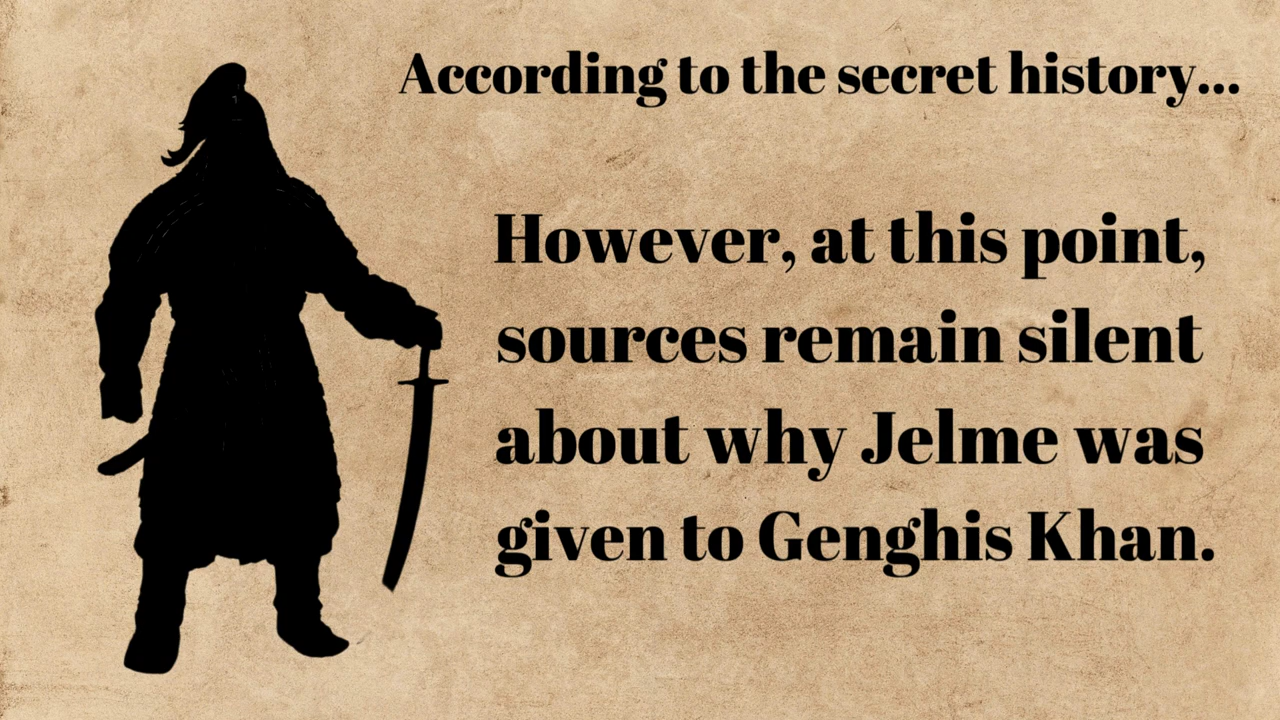 According to the secret history...
However, at this point,
sources remain silent
about why Jelme was
given to Genghis Khan.